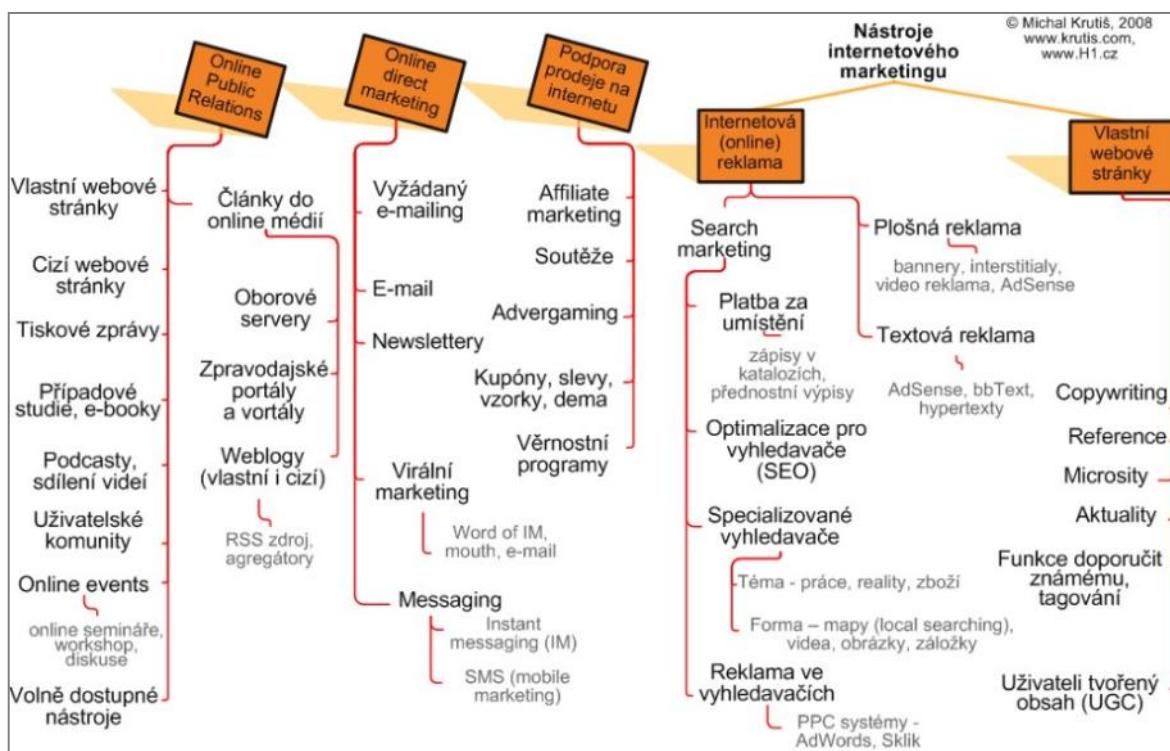 © Michal Krutiš, 2008
www.krutis.com,
www.H1.cz
Nástroje
internetového
marketingu
Online
Public
Relations
Vlastní webové
stránky
Cizí webové
stránky
Tiskové zprávy
Případové
studie, e-booky
Podcasty,
sdílení videí
Uživatelské
komunity
Online events
online semináře,
workshop,
diskuse
Volně dostupné
nástroje
Články do
online médií
Oborové
servery
Zpravodajské
portály
a vortály
Weblogy
(vlastní i cizí)
RSS zdroj,
agregátory
Online
direct
marketing
Vyžádaný
e-mailing
E-mail
Newslettery
Virální
marketing
Word of IM,
mouth, e-mail
Messaging
Instant
messaging (IM)
SMS (mobile
marketing)
Podpora
prodeje na
internetu
Affiliate
marketing
Soutěže
Advergaming
Kupóny, slevy,
vzorky, dema
Věrnostní
programy
Internetová
(online)
reklama
Search
marketing
Platba za
umístění
zápisy v
katalozích,
přednostní výpisy
Optimalizace pro
vyhledavače
(SEO)
Specializované
vyhledavače
Téma - práce, reality, zboží
Forma – mapy (local searching),
videa, obrázky, záložky
Reklama ve
vyhledavačích
PPC systémy -
AdWords, Sklik
Plošná reklama
bannery, interstitialy,
video reklama, AdSense
Textová reklama
AdSense, bbText,
hypertexty
Vlastní
webové
stránky
Copywriting
Reference
Microsity
Aktuality
Funkce doporučit
známému,
tagování
Uživateli tvořený
obsah (UGC)